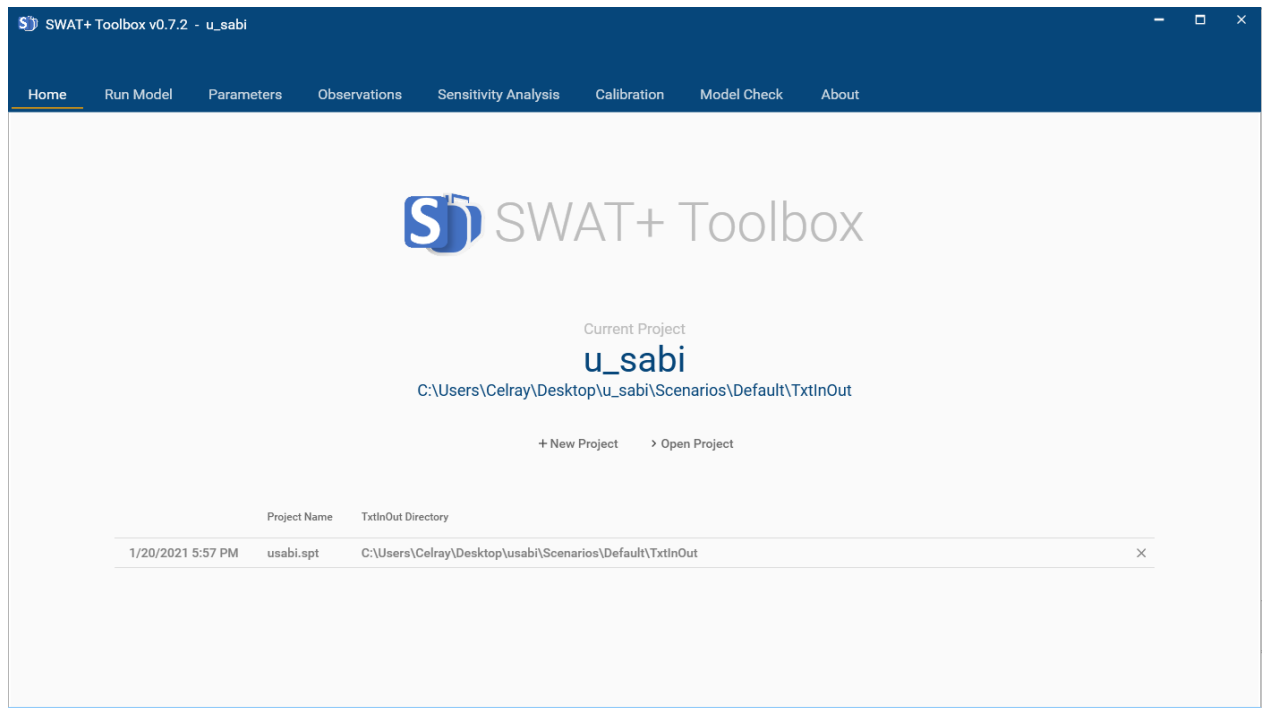 SWAT+ Toolbox v0.7.2 - u_sabi
Home Run Model Parameters Observations Sensitivity Analysis Calibration Model Check About
S SWAT+ Toolbox
Current Project
u_sabi
C:\Users\Celray\Desktop\u_sabi\Scenarios\Default\TxtInOut
+ New Project > Open Project
Project Name TxtInOut Directory
1/20/2021 5:57 PM usabi.spt C:\Users\Celray\Desktop\usabi\Scenarios\Default\TxtInOut